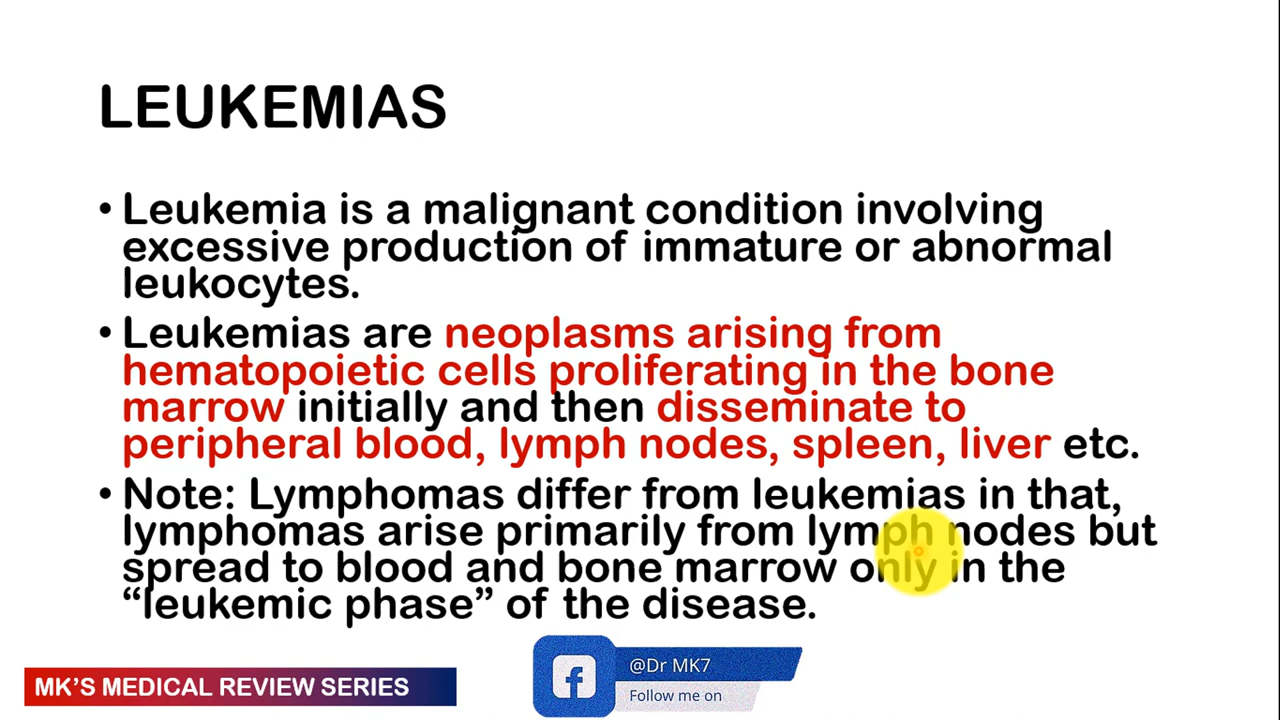 LEUKEMIAS
• Leukemia is a malignant condition involving
excessive production of immature or abnormal
leukocytes.
• Leukemias are neoplasms arising from
hematopoietic cells proliferating in the bone
marrow initially and then disseminate to
peripheral blood, lymph nodes, spleen, liver etc.
• Note: Lymphomas differ from leukemias in that,
lymphomas arise primarily from lymph nodes but
spread to blood and bone marrow only in the
“leukemic phase” of the disease.
MK’S MEDICAL REVIEW SERIES
@Dr MK7
Follow me on